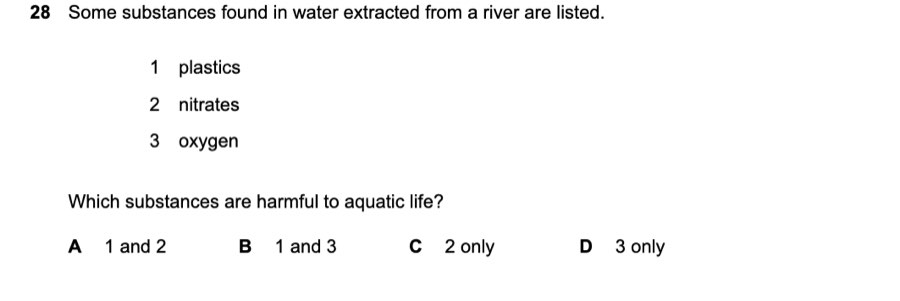 28 Some substances found in water extracted from a river are listed.
1 plastics
2 nitrates
3 oxygen
Which substances are harmful to aquatic life?
A 1 and 2 B 1 and 3 C 2 only D 3 only